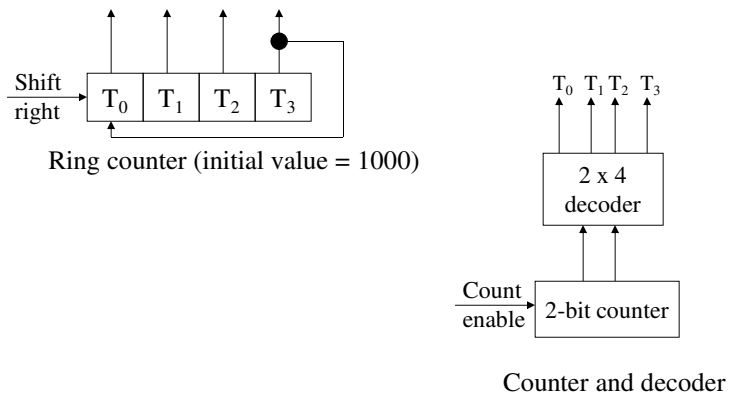 Shift
right
T₀ T₁ T₂ T₃
Ring counter (initial value = 1000)
T₀ T₁ T₂ T₃
2 x 4
decoder
Count
enable
2-bit counter
Counter and decoder